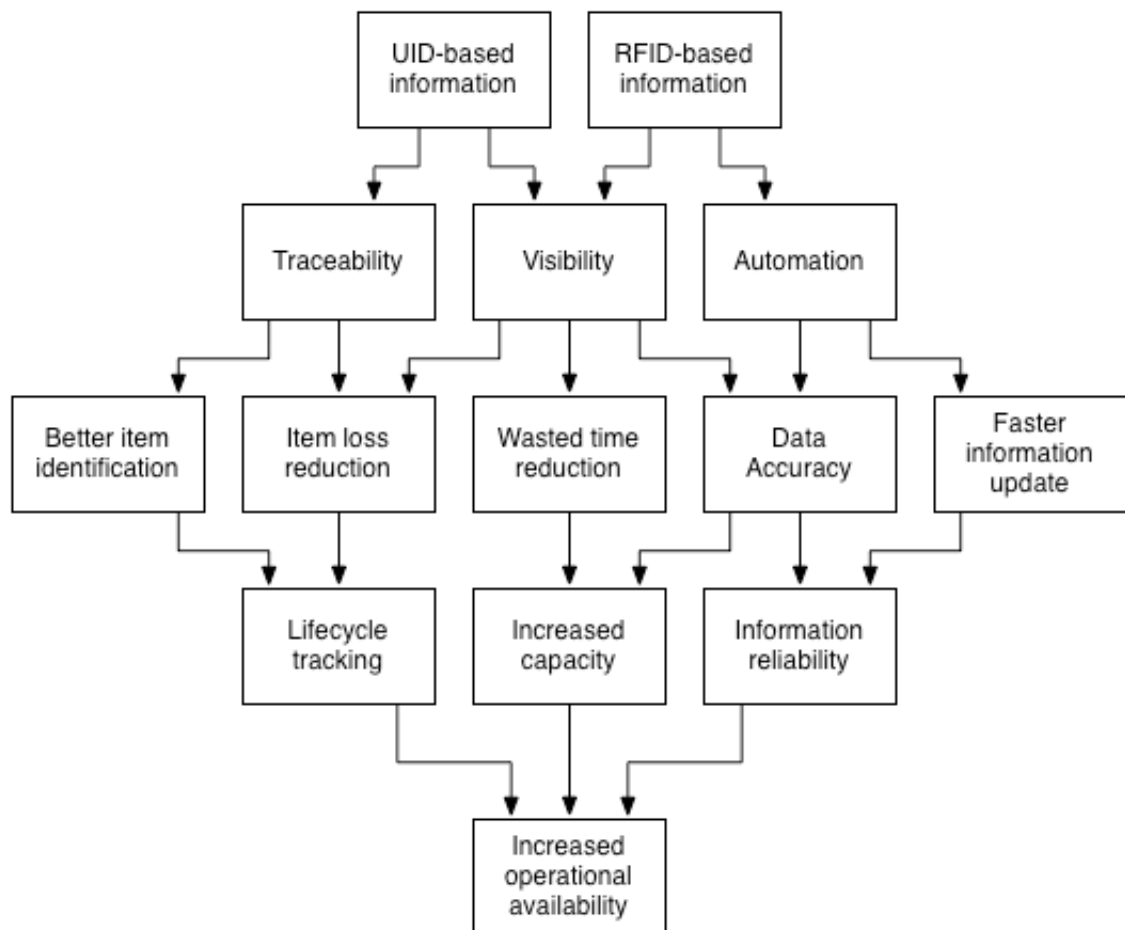 UID-based
information
RFID-based
information
Traceability
Visibility
Automation
Better item
identification
Item loss
reduction
Wasted time
reduction
Data
Accuracy
Faster
information
update
Lifecycle
tracking
Increased
capacity
Information
reliability
Increased
operational
availability